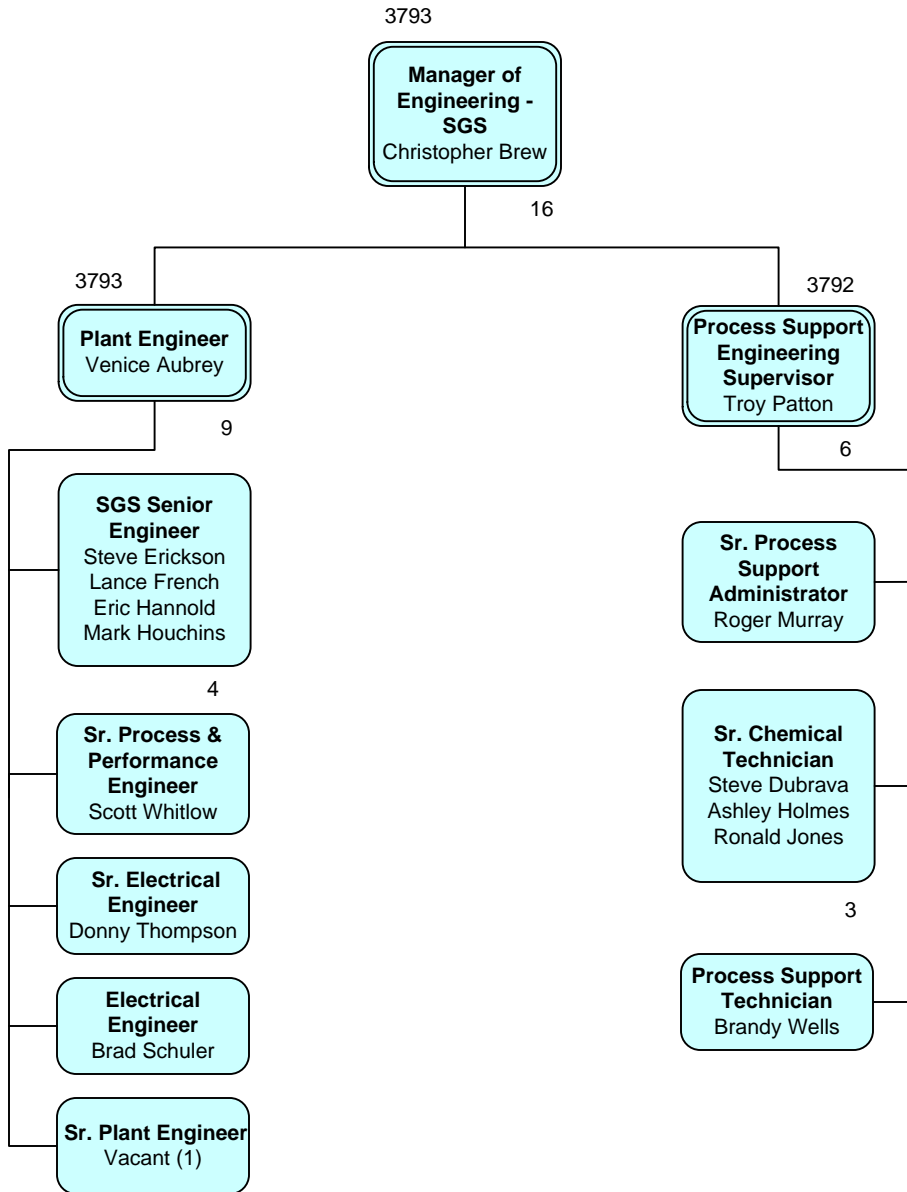 3793
Manager of
Engineering -
SGS
Christopher Brew
16
3793
Plant Engineer
Venice Aubrey
9
SGS Senior
Engineer
Steve Erickson
Lance French
Eric Hannold
Mark Houchins
4
Sr. Process &
Performance
Engineer
Scott Whitlow
Sr. Electrical
Engineer
Donny Thompson
Electrical
Engineer
Brad Schuler
Sr. Plant Engineer
Vacant (1)
3792
Process Support
Engineering
Supervisor
Troy Patton
6
Sr. Process
Support
Administrator
Roger Murray
Sr. Chemical
Technician
Steve Dubrava
Ashley Holmes
Ronald Jones
3
Process Support
Technician
Brandy Wells